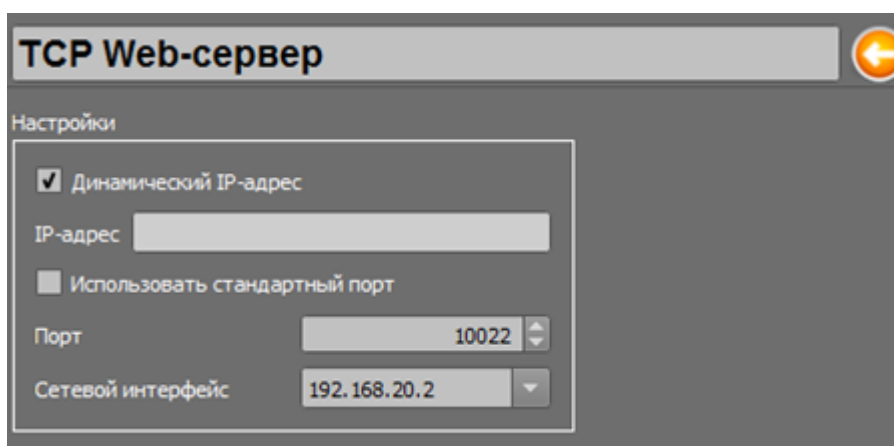 TCP Web-сервер
Настройки
Динамический IP-адрес
IP-адрес
Использовать стандартный порт
Порт 10022
Сетевой интерфейс 192.168.20.2